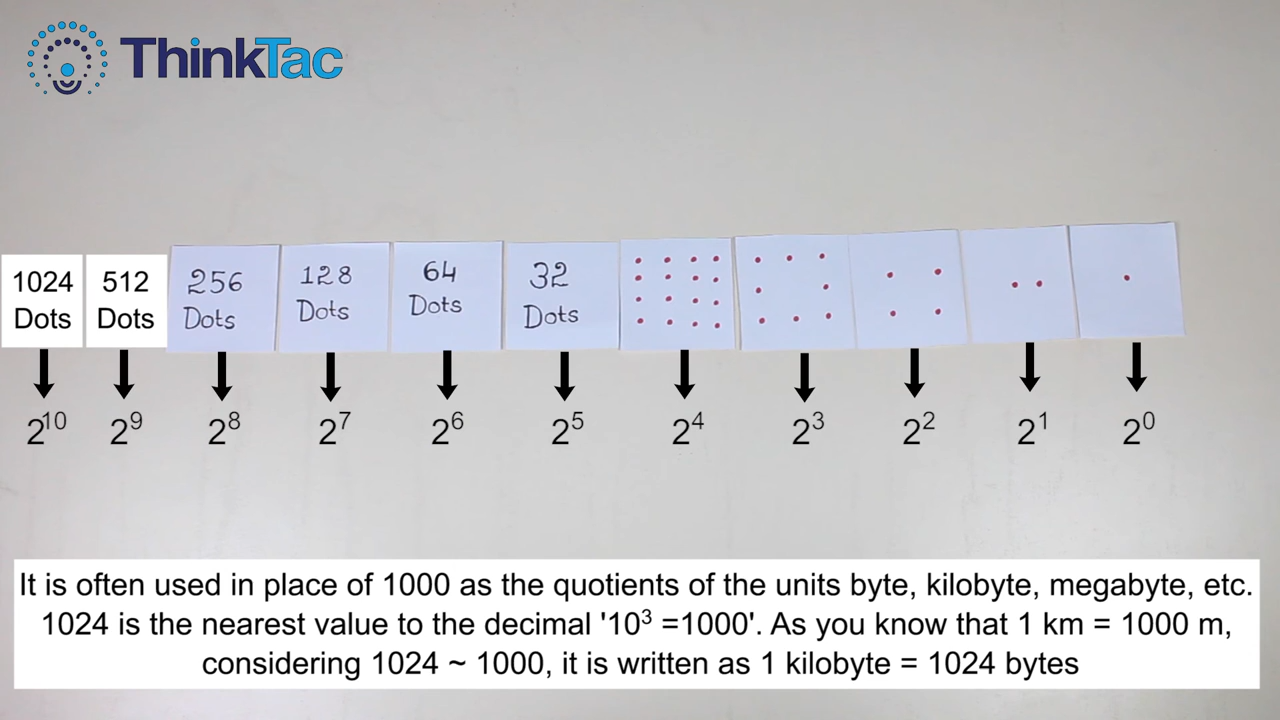 ThinkTac
1024
Dots
512
Dots
256
Dots
128
Dots
64
Dots
32
Dots
2¹⁰
2⁹
2⁸
2⁷
2⁶
2⁵
2⁴
2³
2²
2¹
2⁰
It is often used in place of 1000 as the quotients of the units byte, kilobyte, megabyte, etc.
1024 is the nearest value to the decimal '10³ =1000'. As you know that 1 km = 1000 m,
considering 1024 ~ 1000, it is written as 1 kilobyte = 1024 bytes